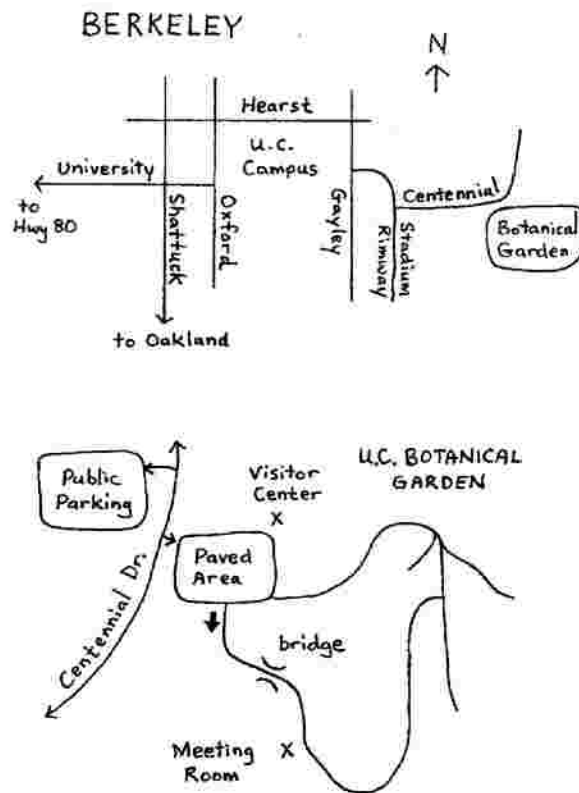 BERKELEY
N
Hearst
U.C.
Campus
University
to
Hwy 80
Shattuck
Oxford
Gayley
Stadium
Rimway
Centennial
Botanical
Garden
to Oakland
Public
Parking
Visitor
Center
X
U.C. BOTANICAL
GARDEN
Paved
Area
Centennial Dr.
bridge
Meeting
Room
X